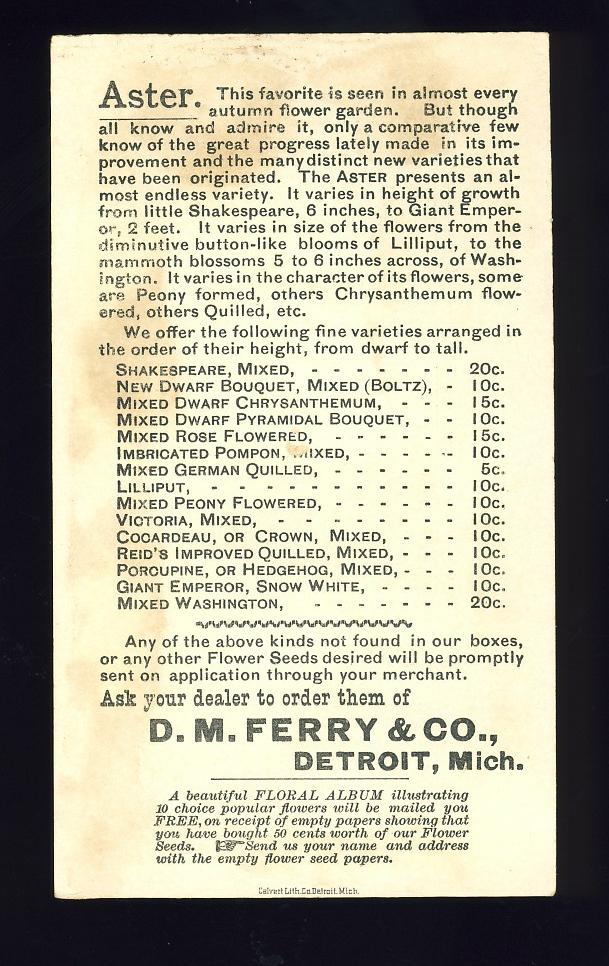 Aster. This favorite is seen in almost every
autumn flower garden. But though
all know and admire it, only a comparative few
know of the great progress lately made in its im-
provement and the many distinct new varieties that
have been originated. The ASTER presents an al-
most endless variety. It varies in height of growth
from little Shakespeare, 6 inches, to Giant Emper-
or, 2 feet. It varies in size of the flowers from the
diminutive button-like blooms of Lilliput, to the
mammoth blossoms 5 to 6 inches across, of Wash-
ington. It varies in the character of its flowers, some
are Peony formed, others Chrysanthemum flow-
ered, others Quilled, etc.
We offer the following fine varieties arranged in
the order of their height, from dwarf to tall.
SHAKESPEARE, MIXED, - - - - - - - 20c.
NEW DWARF BOUQUET, MIXED (BOLTZ), - 10c.
MIXED DWARF CHRYSANTHEMUM, - - - 15c.
MIXED DWARF PYRAMIDAL BOUQUET, - - 10c.
MIXED ROSE FLOWERED, - - - - - - 15c.
IMBRICATED POMPON, MIXED, - - - - - 10c.
MIXED GERMAN QUILLED, - - - - - - 5c.
LILLIPUT, - - - - - - - - - - 10c.
MIXED PEONY FLOWERED, - - - - - - 10c.
VICTORIA, MIXED, - - - - - - - 10c.
COCARDEAU, OR CROWN, MIXED, - - - 10c.
REID'S IMPROVED QUILLED, MIXED, - - - 10c.
PORCUPINE, OR HEDGEHOG, MIXED, - - - 10c.
GIANT EMPEROR, SNOW WHITE, - - - - 10c.
MIXED WASHINGTON, - - - - - - - 20c.
Any of the above kinds not found in our boxes,
or any other Flower Seeds desired will be promptly
sent on application through your merchant.
Ask your dealer to order them of
D. M. FERRY & CO.,
DETROIT, Mich.
A beautiful FLORAL ALBUM illustrating
10 choice popular flowers will be mailed you
FREE, on receipt of empty papers showing that
you have bought 50 cents worth of our Flower
Seeds. ☞ Send us your name and address
with the empty flower seed papers.
Calvert Lith. Co. Detroit. Mich.